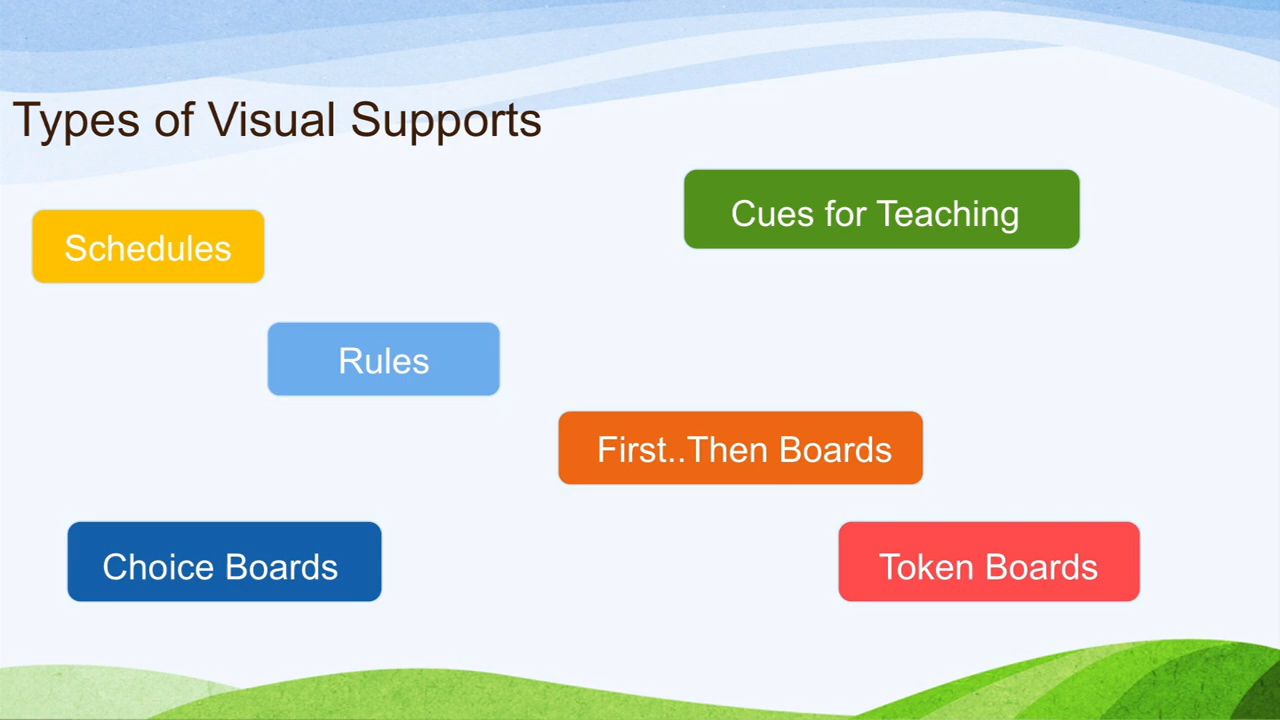 Types of Visual Supports
Cues for Teaching
Schedules
Rules
First..Then Boards
Choice Boards
Token Boards